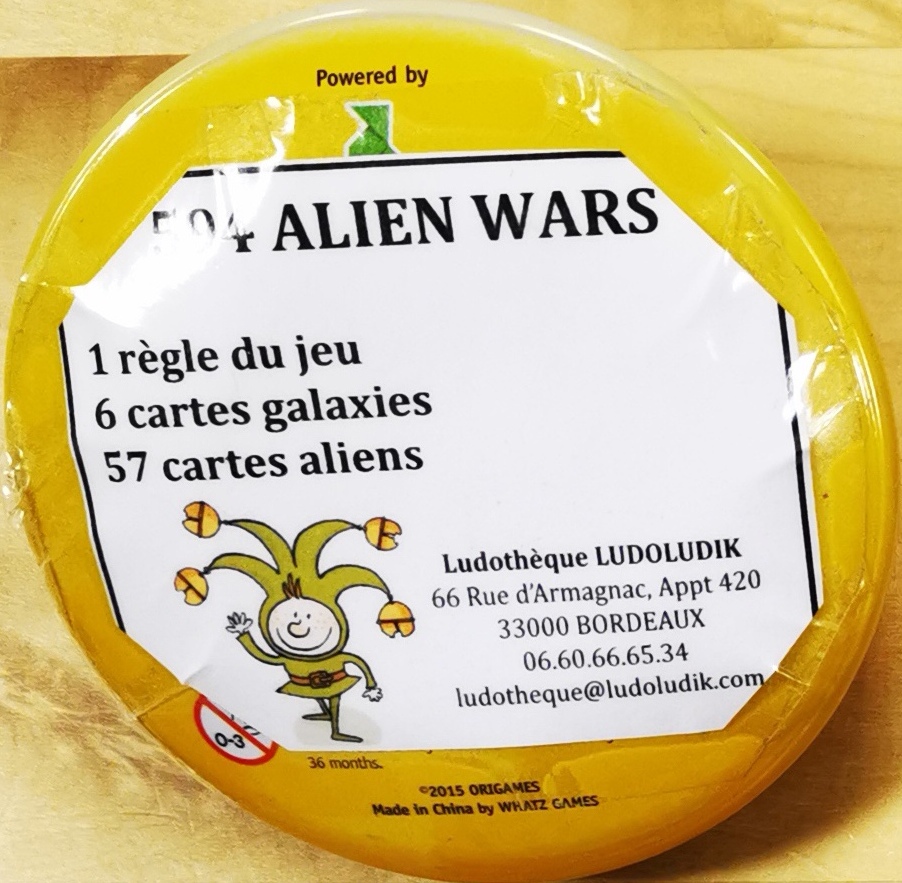 Powered by
594 ALIEN WARS
1 règle du jeu
6 cartes galaxies
57 cartes aliens
Ludothèque LUDOLUDIK
66 Rue d'Armagnac, Appt 420
33000 BORDEAUX
06.60.66.65.34
ludotheque@ludoludik.com
0-3
36 months.
©2015 ORIGAMES
Made in China by WHATZ GAMES